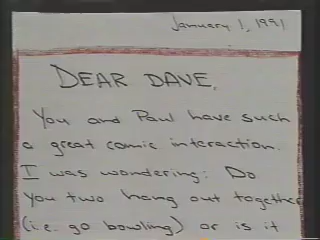 January 1, 1991
DEAR DAVE,
You and Paul have such
a great comic interaction.
I was wondering: Do
you two hang out together
(i.e. go bowling) or is it